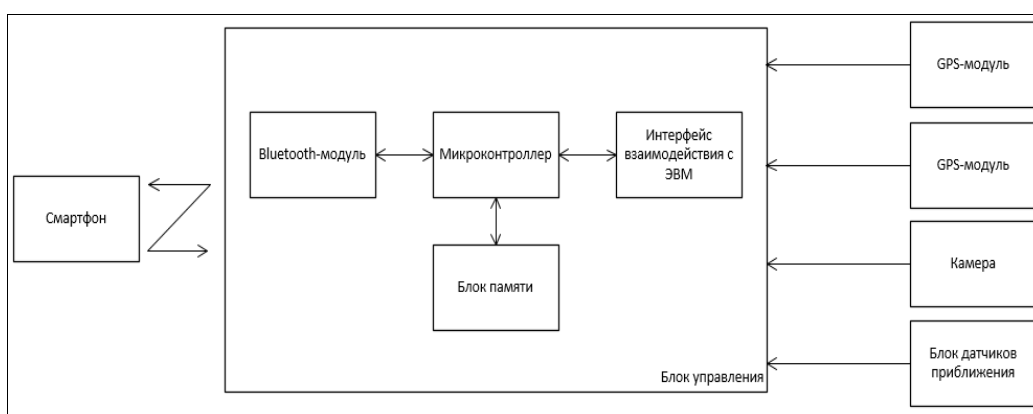 GPS-модуль
Bluetooth-модуль
Микроконтроллер
Интерфейс
взаимодействия с
ЭВМ
GPS-модуль
Смартфон
Камера
Блок памяти
Блок датчиков
приближения
Блок управления